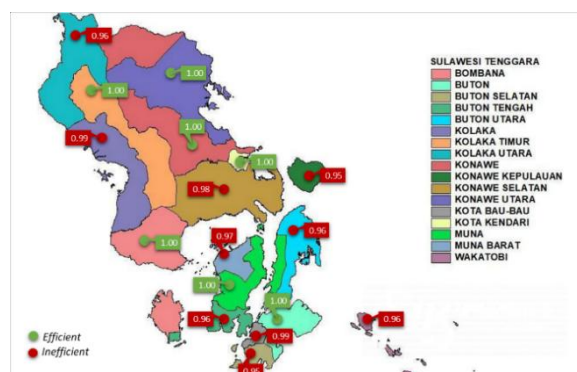 0.96
1.00
1.00
0.99
1.00
1.00
0.95
0.98
0.96
1.00
0.97
1.00
1.00
0.96
0.96
0.99
0.95
Efficient
Inefficient
SULAWESI TENGGARA
BOMBANA
BUTON
BUTON SELATAN
BUTON TENGAH
BUTON UTARA
KOLAKA
KOLAKA TIMUR
KOLAKA UTARA
KONAWE
KONAWE KEPULAUAN
KONAWE SELATAN
KONAWE UTARA
KOTA BAU-BAU
KOTA KENDARI
MUNA
MUNA BARAT
WAKATOBI